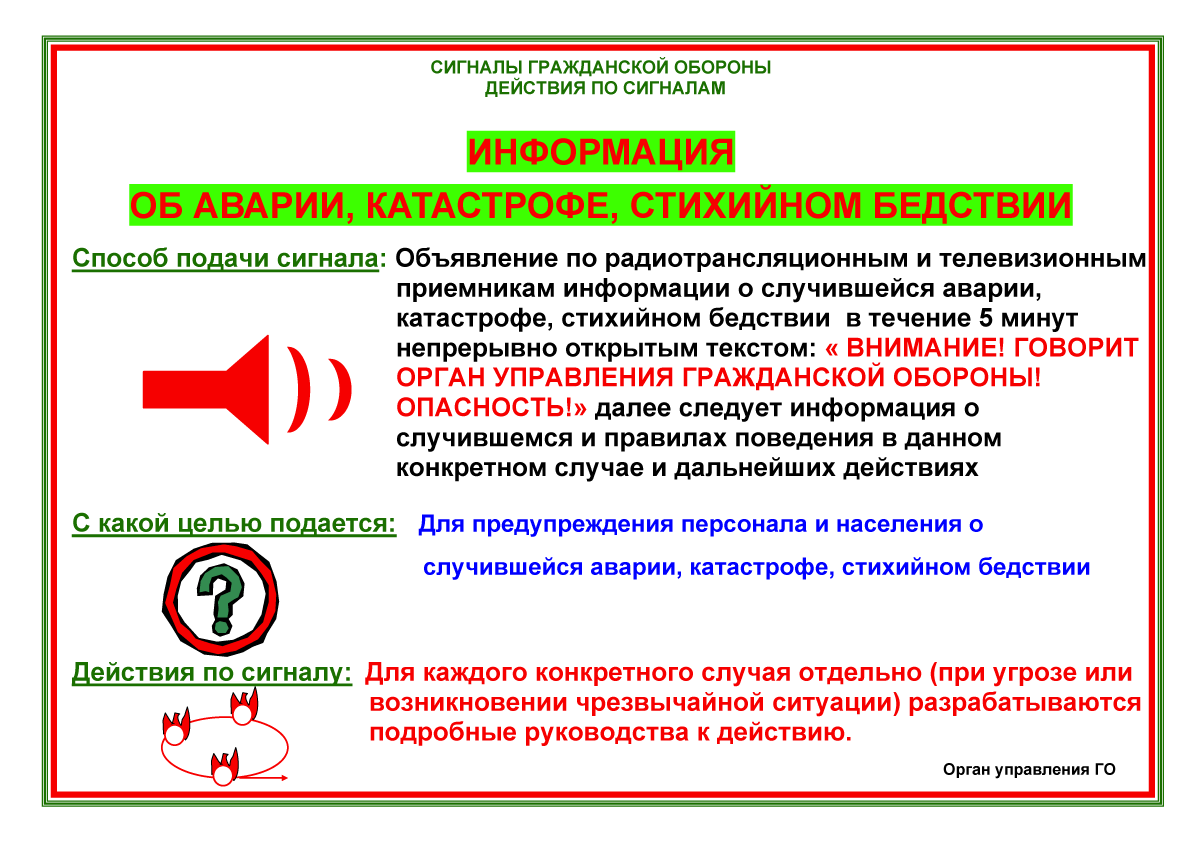 СИГНАЛЫ ГРАЖДАНСКОЙ ОБОРОНЫ
ДЕЙСТВИЯ ПО СИГНАЛАМ
ИНФОРМАЦИЯ
ОБ АВАРИИ, КАТАСТРОФЕ, СТИХИЙНОМ БЕДСТВИИ
Способ подачи сигнала: Объявление по радиотрансляционным и телевизионным
приемникам информации о случившейся аварии,
катастрофе, стихийном бедствии в течение 5 минут
непрерывно открытым текстом: « ВНИМАНИЕ! ГОВОРИТ
ОРГАН УПРАВЛЕНИЯ ГРАЖДАНСКОЙ ОБОРОНЫ!
ОПАСНОСТЬ!» далее следует информация о
случившемся и правилах поведения в данном
конкретном случае и дальнейших действиях
С какой целью подается: Для предупреждения персонала и населения о
случившейся аварии, катастрофе, стихийном бедствии
?
Действия по сигналу: Для каждого конкретного случая отдельно (при угрозе или
возникновении чрезвычайной ситуации) разрабатываются
подробные руководства к действию.
Орган управления ГО